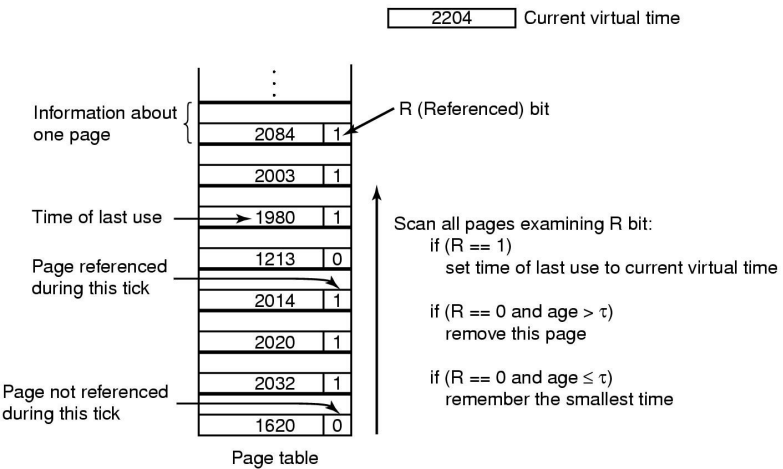 2204 Current virtual time
Information about
one page
R (Referenced) bit
2084 1
2003 1
Time of last use
1980 1
1213 0
Page referenced
during this tick
2014 1
2020 1
2032 1
Page not referenced
during this tick
1620 0
Page table
Scan all pages examining R bit:
if (R == 1)
set time of last use to current virtual time
if (R == 0 and age > τ)
remove this page
if (R == 0 and age ≤ τ)
remember the smallest time